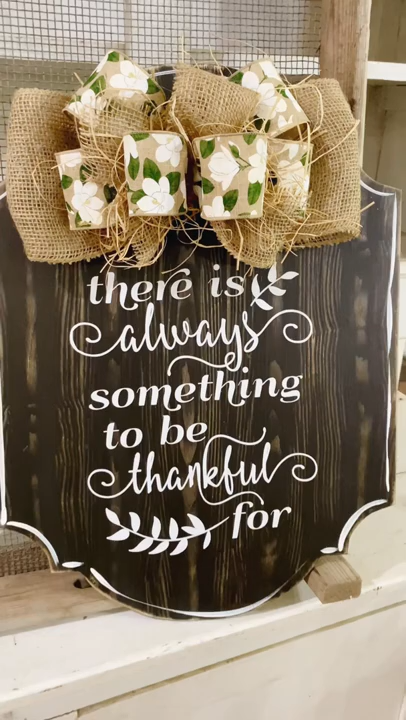 there is
always
something
to be
thankful
for